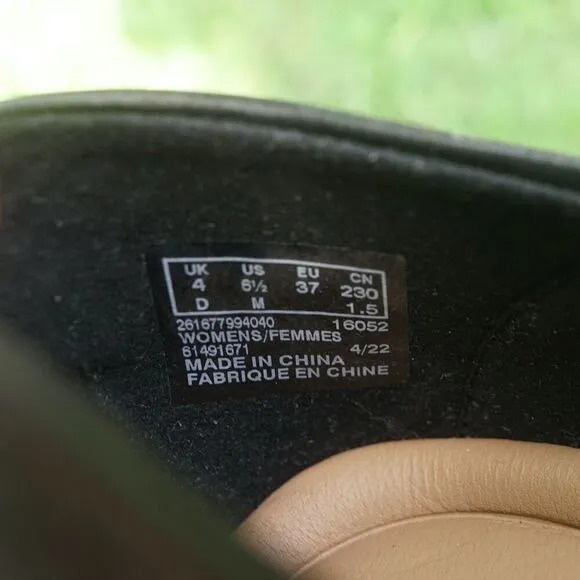 UK US EU CN
4 6½ 37 230
D M 1.5
261677994040 16052
WOMENS/FEMMES
61491671 4/22
MADE IN CHINA
FABRIQUE EN CHINE